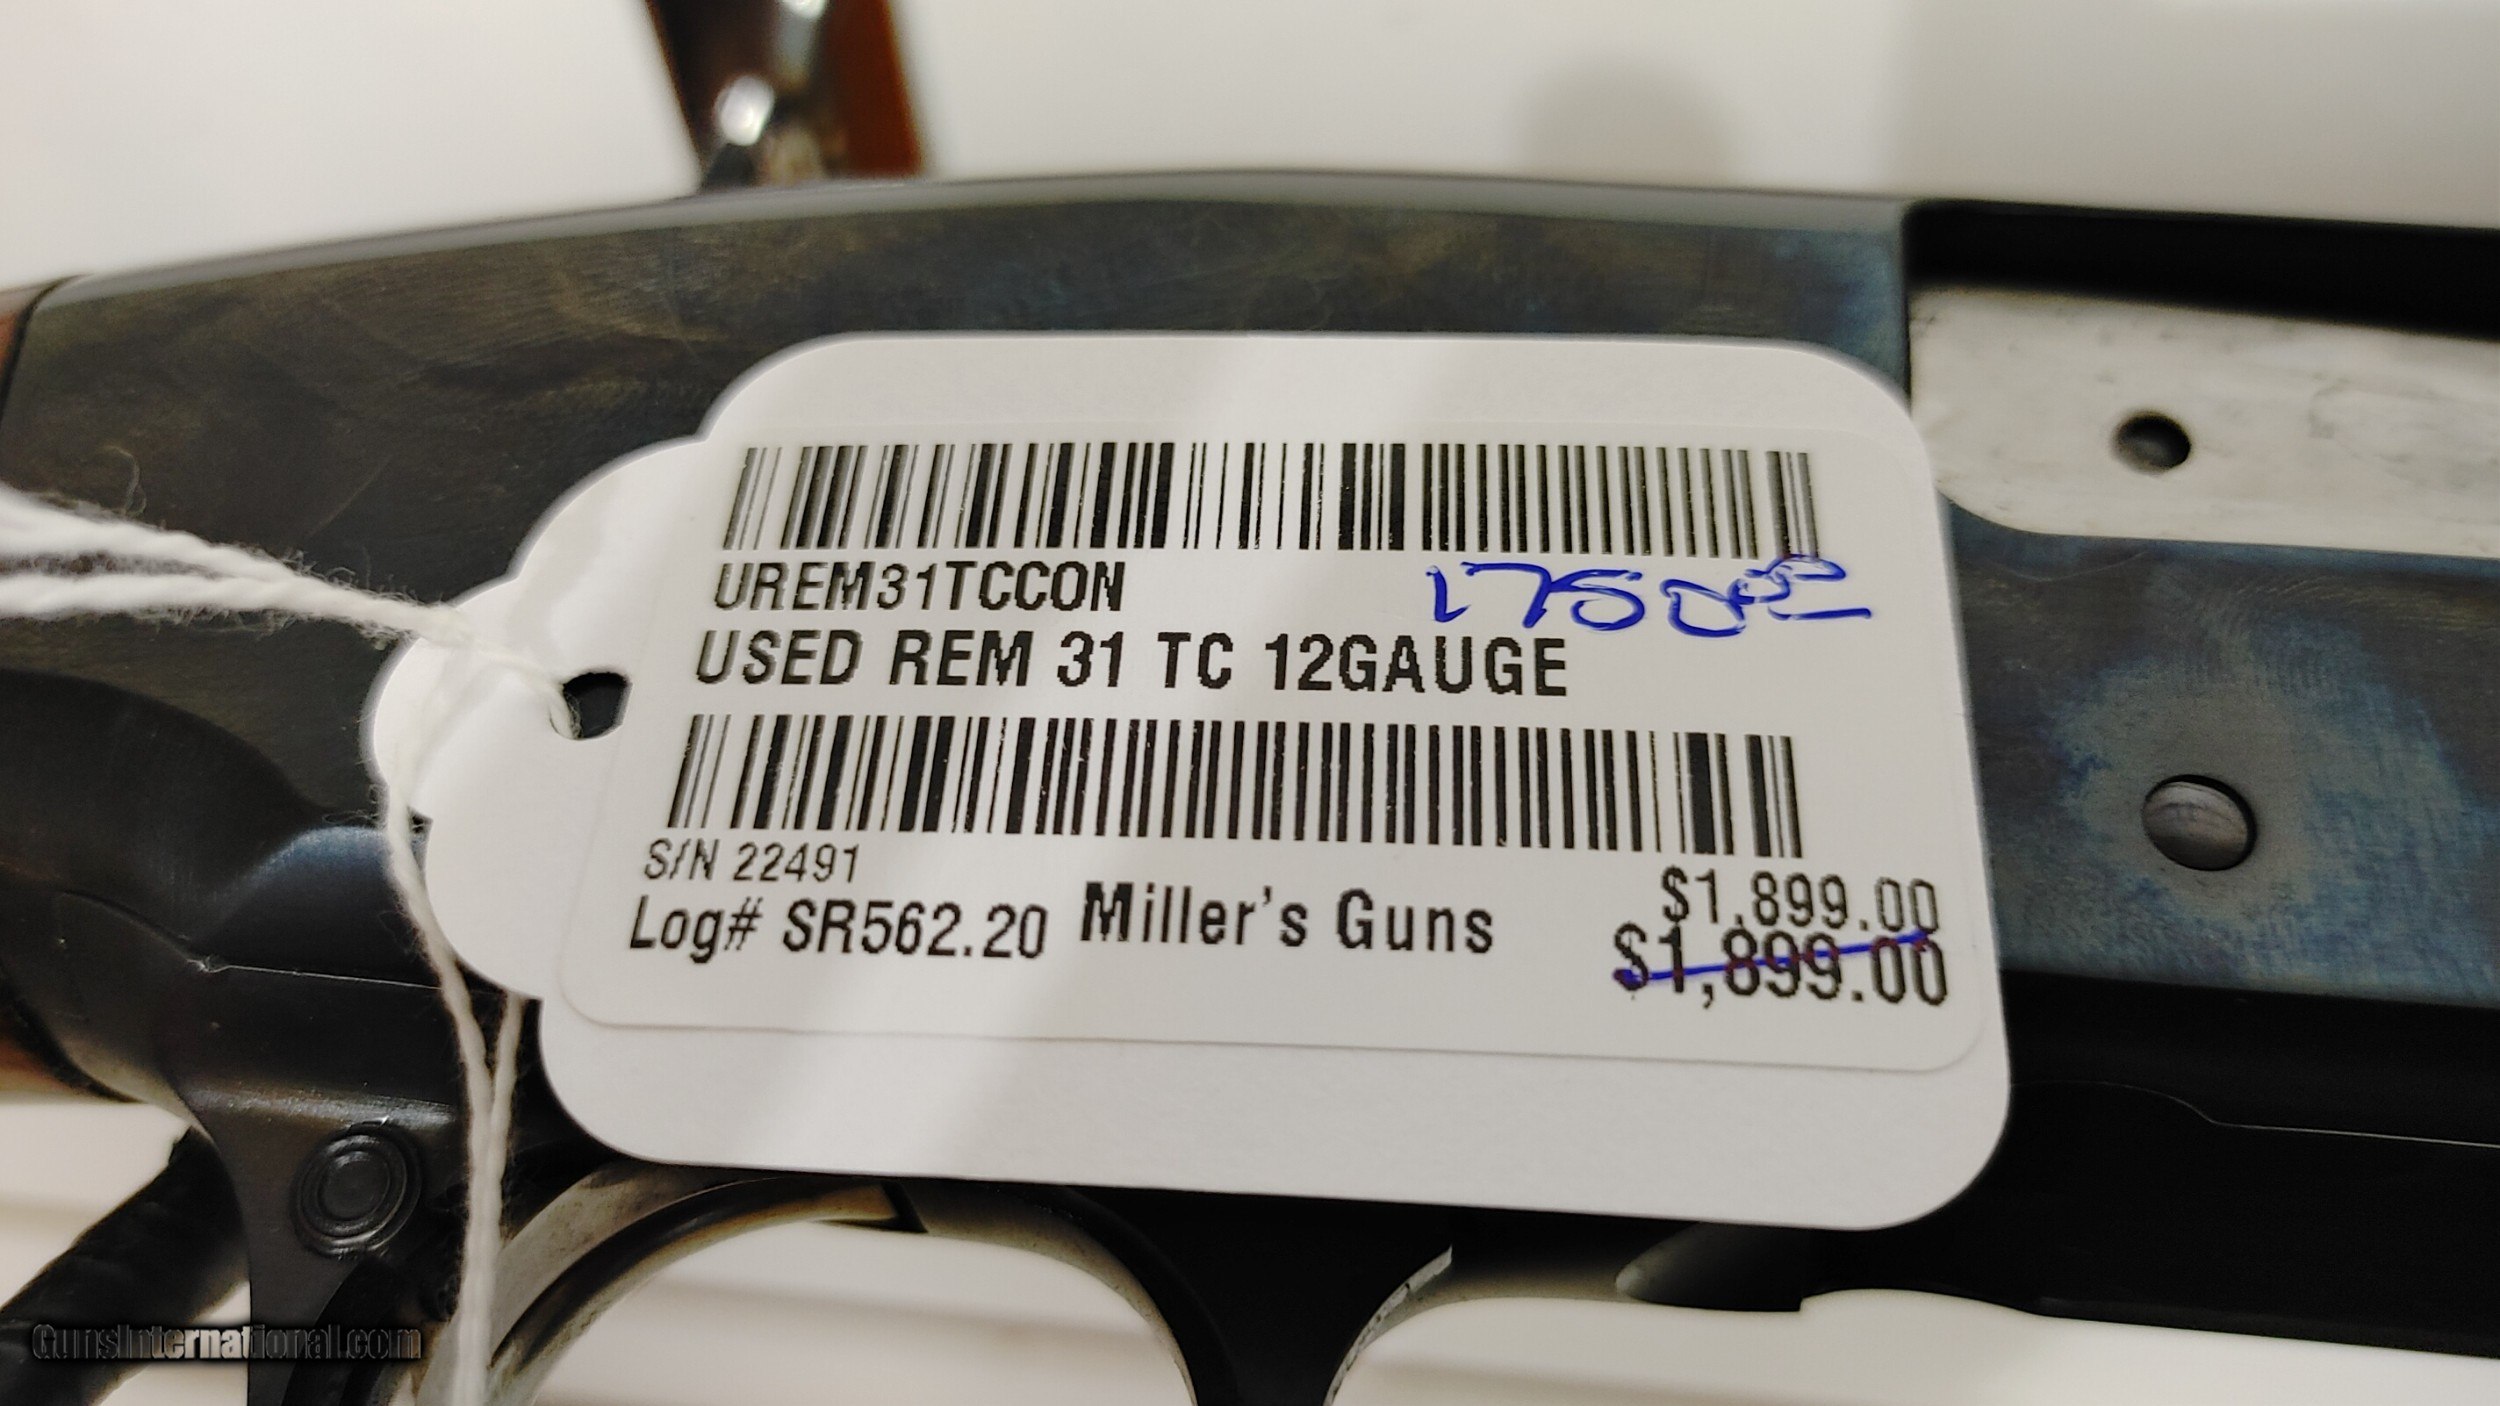 UREM31TCCON
1750.00
USED REM 31 TC 12GAUGE
S/N 22491
Log# SR562.20 Miller's Guns
$1,899.00
$1,899.00
GunsInternational.com